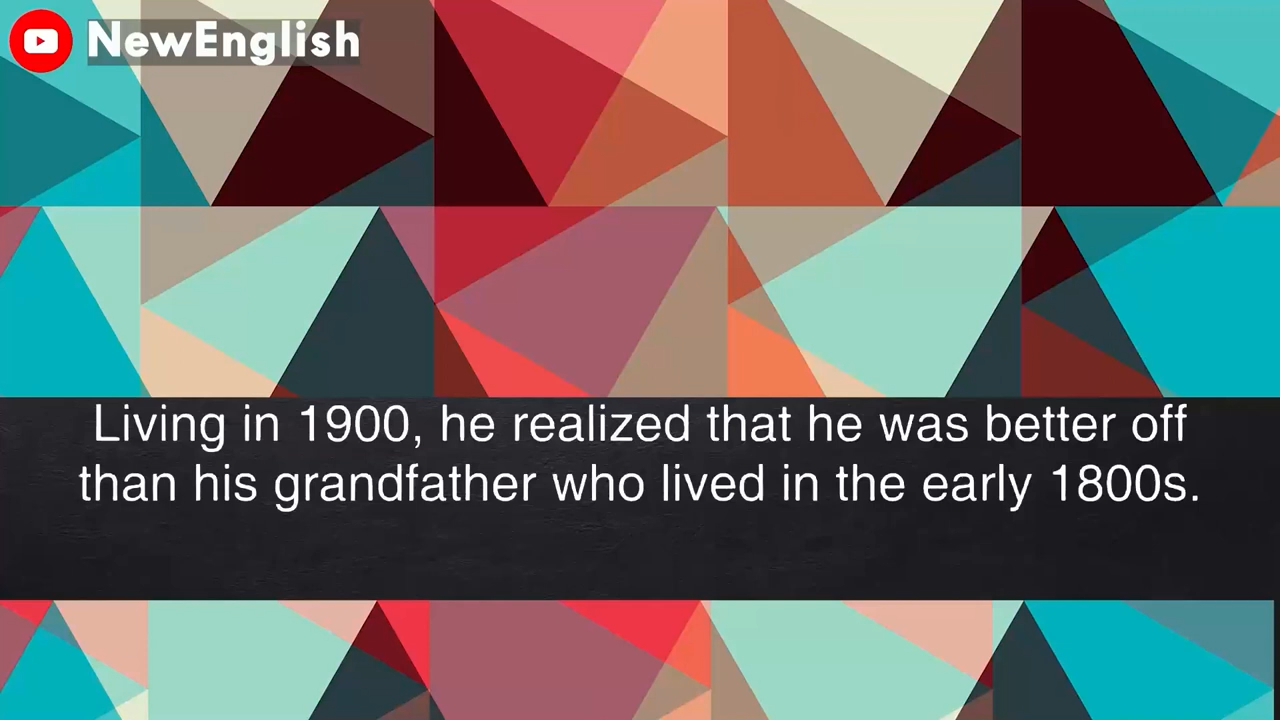 NewEnglish
Living in 1900, he realized that he was better off
than his grandfather who lived in the early 1800s.